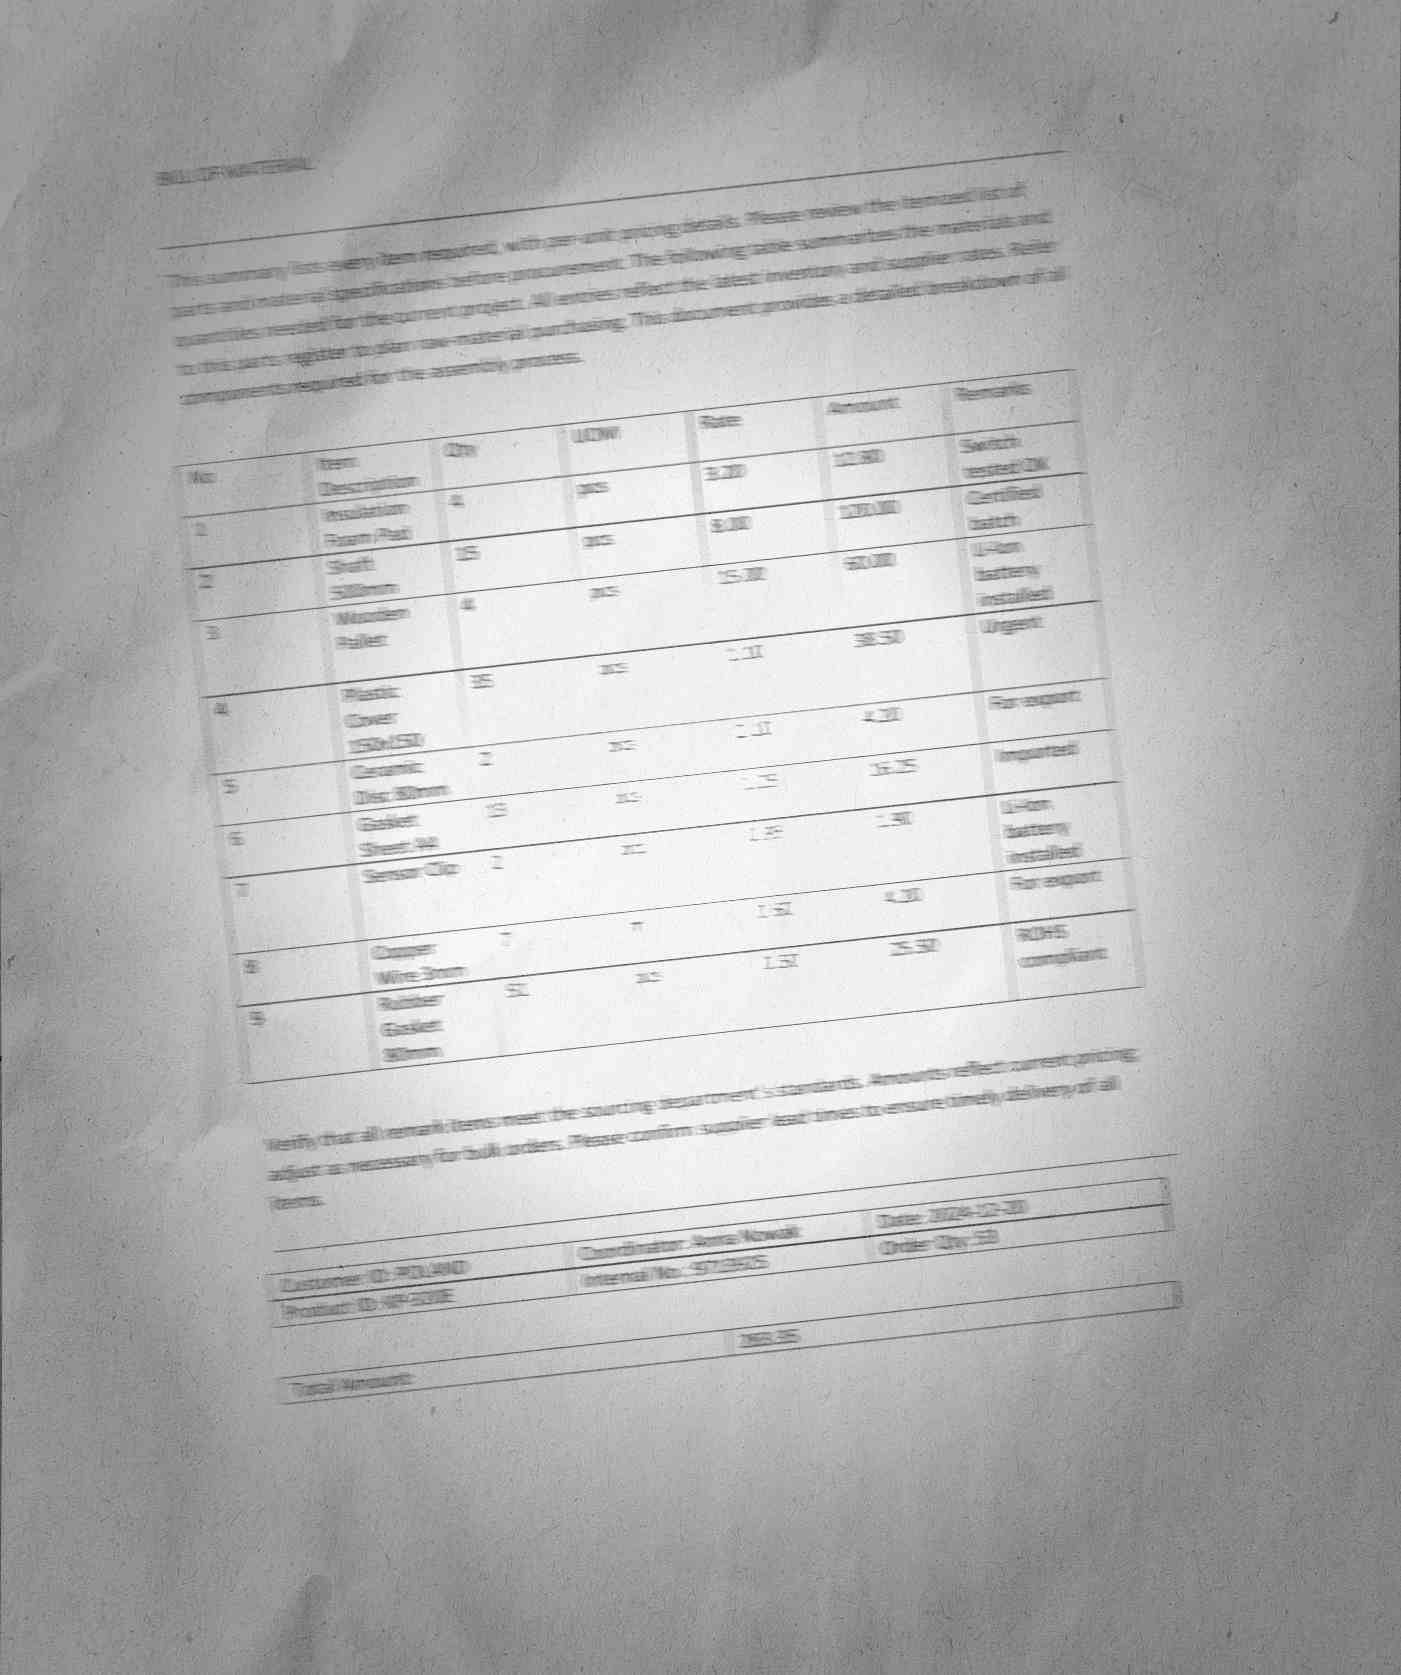 BILL OF MATERIAL
This summary lists every item requested, with per-unit pricing details. Please review the itemized list of
parts and material specifications before procurement. The following table summarizes the materials and
quantities needed for the current project. All entries reflect the latest inventory and supplier rates. Refer
to this parts register to plan raw material purchasing. This document provides a detailed breakdown of all
components required for the assembly process.
No. Item Description Qty UOM Rate Amount Remarks
1 Insulation Foam Pad 4 pcs 3.20 12.80 Switch tested OK
2 Shaft 500mm 15 pcs 8.00 120.00 Certified batch
3 Wooden Pallet 4 pcs 15.00 60.00 Li-ion battery installed
4 Plastic Cover 150x150 35 pcs 1.10 38.50 Urgent
5 Ceramic Disc 80mm 2 pcs 2.10 4.20 For export
6 Gasket Sheet A4 13 pcs 1.25 16.25 Imported
7 Sensor Clip 2 pcs 1.90 Li-ion battery installed
8 Copper Wire 3mm 7 m 4.20 For export
9 Rubber Gasket 80mm 51 pcs 25.50 ROHS compliant
Verify that all remark items meet the sourcing department's standards. Amounts reflect current pricing;
adjust as necessary for bulk orders. Please confirm supplier lead times to ensure timely delivery of all
items.
Customer ID: POLAND Coordinator: Anna Nowak Date: 2024-12-20
Product ID: Internal No.: Order Qty: 50
Total Amount: